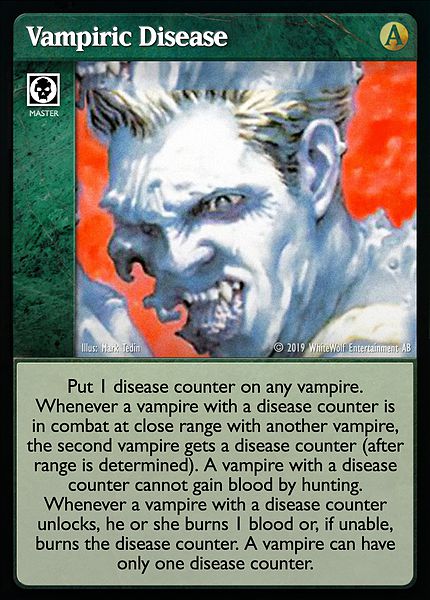 Vampiric Disease
A
MASTER
Illus: Mark Tedin
© 2019 WhiteWolf Entertainment AB
Put 1 disease counter on any vampire.
Whenever a vampire with a disease counter is
in combat at close range with another vampire,
the second vampire gets a disease counter (after
range is determined). A vampire with a disease
counter cannot gain blood by hunting.
Whenever a vampire with a disease counter
unlocks, he or she burns 1 blood or, if unable,
burns the disease counter. A vampire can have
only one disease counter.